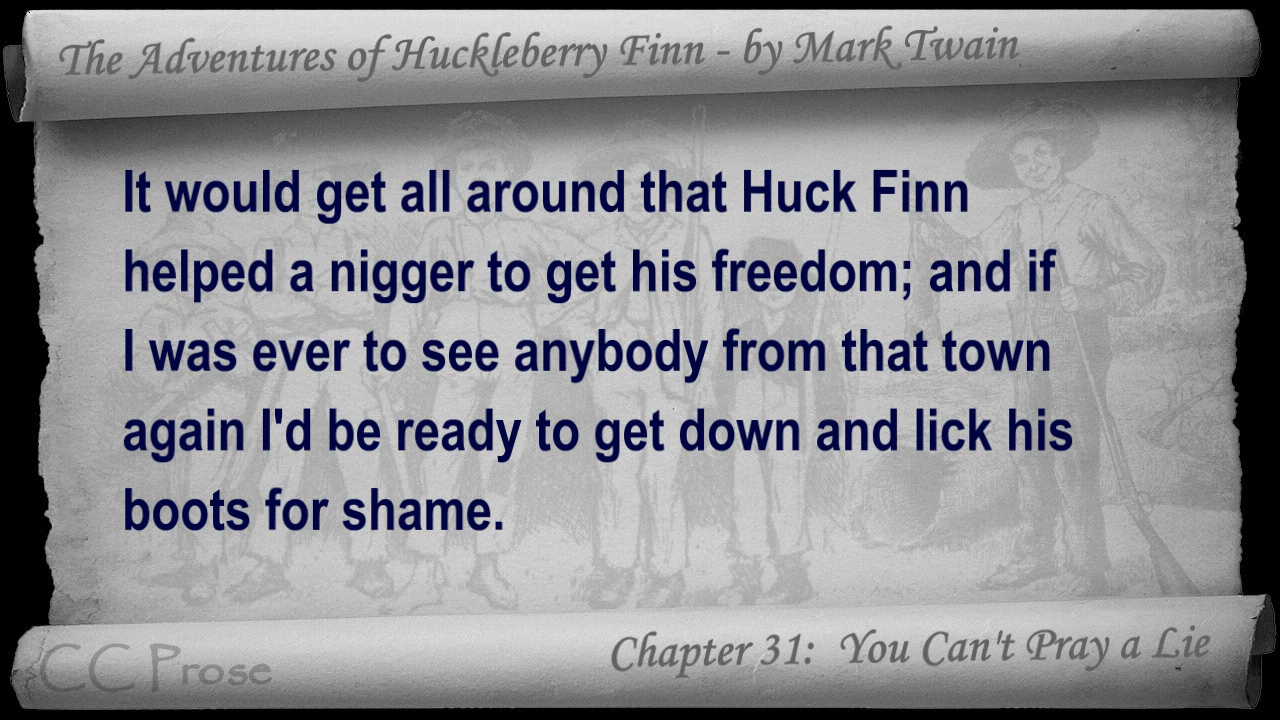 The Adventures of Huckleberry Finn - by Mark Twain
It would get all around that Huck Finn
helped a nigger to get his freedom; and if
I was ever to see anybody from that town
again I'd be ready to get down and lick his
boots for shame.
CC Prose
Chapter 31: You Can't Pray a Lie